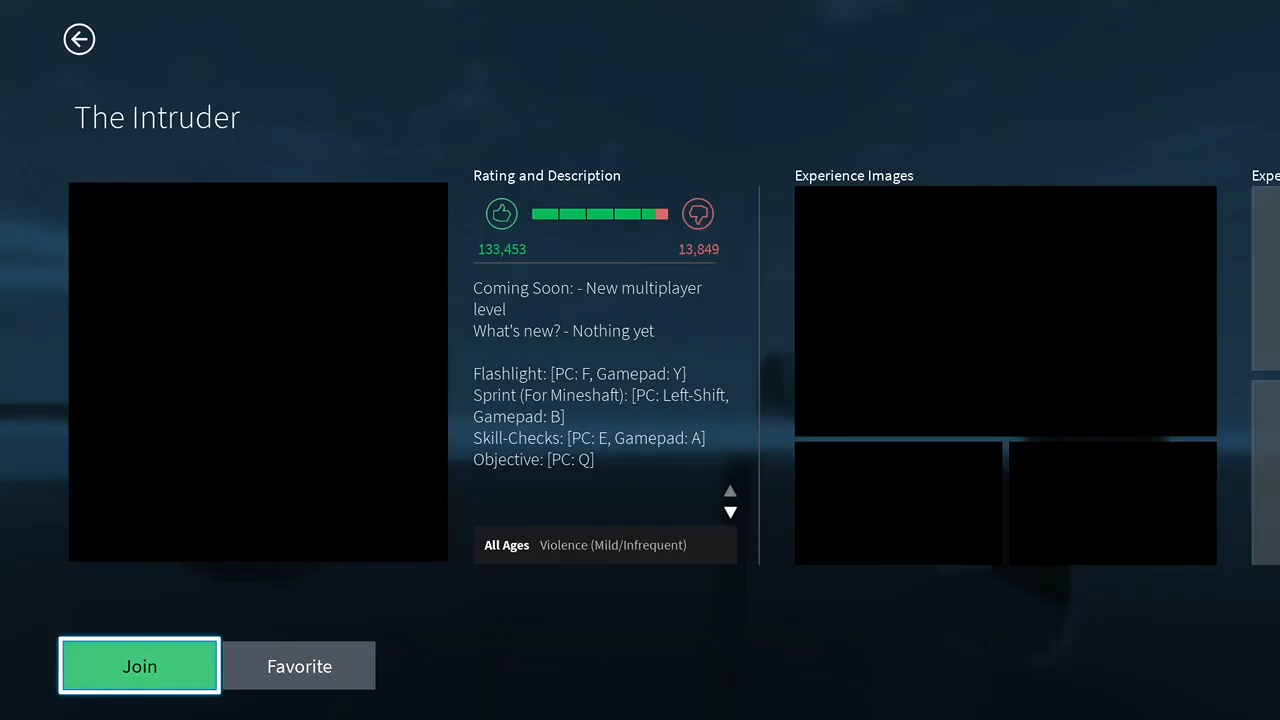 The Intruder
Rating and Description
133,453
13,849
Coming Soon: - New multiplayer
level
What's new? - Nothing yet
Flashlight: [PC: F, Gamepad: Y]
Sprint (For Mineshaft): [PC: Left-Shift,
Gamepad: B]
Skill-Checks: [PC: E, Gamepad: A]
Objective: [PC: Q]
All Ages Violence (Mild/Infrequent)
Experience Images
Expe
Join
Favorite